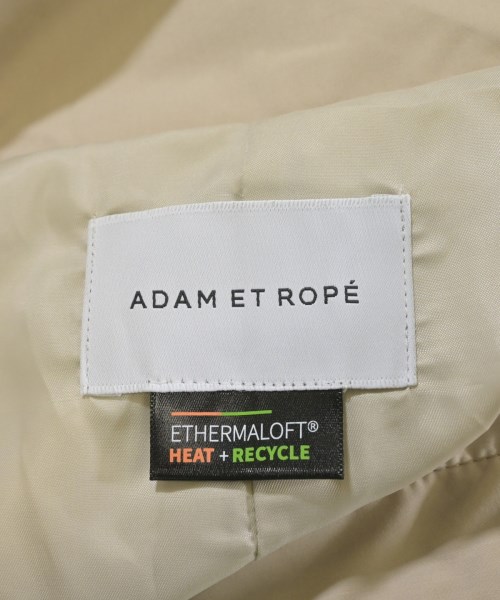 ADAM ET ROPÉ
ETHERMALOFT®
HEAT + RECYCLE